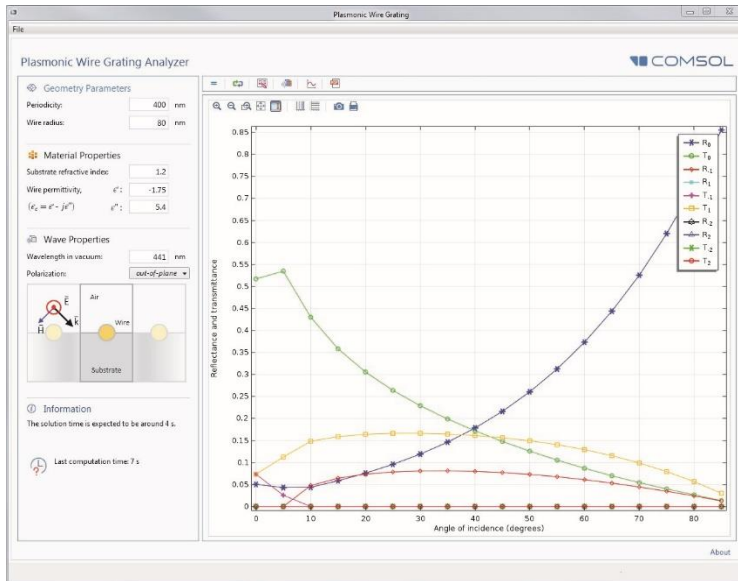 Plasmonic Wire Grating
File
Plasmonic Wire Grating Analyzer
COMSOL
Geometry Parameters
Periodicity: 400 nm
Wire radius: 80 nm
Material Properties
Substrate refractive index: 1.2
Wire permittivity, ε': -1.75
(εc = ε' - jε'') ε'': 5.4
Wave Properties
Wavelength in vacuum: 441 nm
Polarization: out-of-plane
E
H
k
Air
Wire
Substrate
Information
The solution time is expected to be around 4 s.
Last computation time: 7 s
Reflectance and transmittance
0.85
0.8
0.75
0.7
0.65
0.6
0.55
0.5
0.45
0.4
0.35
0.3
0.25
0.2
0.15
0.1
0.05
0
0 10 20 30 40 50 60 70 80
Angle of incidence (degrees)
R0
T0
R-1
R1
T-1
T1
R-2
R2
T-2
T2
About